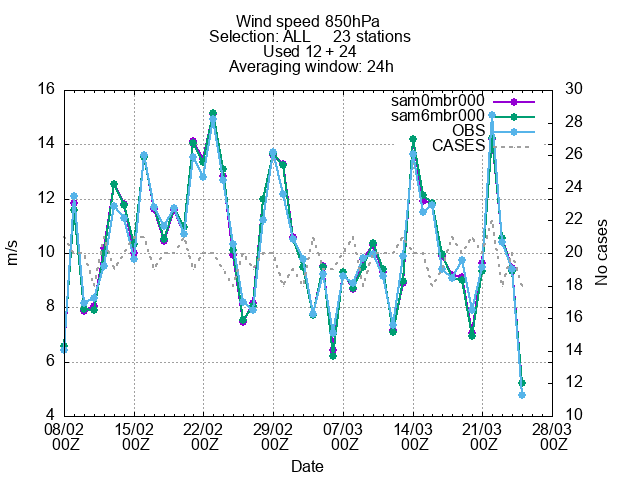 Wind speed 850hPa
Selection: ALL 23 stations
Used 12 + 24
Averaging window: 24h
16 30
sam0mbr000
sam6mbr000
OBS
CASES
14 28
12 26
10 24
8 22
6 20
4 18
16
14
12
10
m/s
No cases
08/02 15/02 22/02 29/02 07/03 14/03 21/03 28/03
00Z 00Z 00Z 00Z 00Z 00Z 00Z 00Z
Date